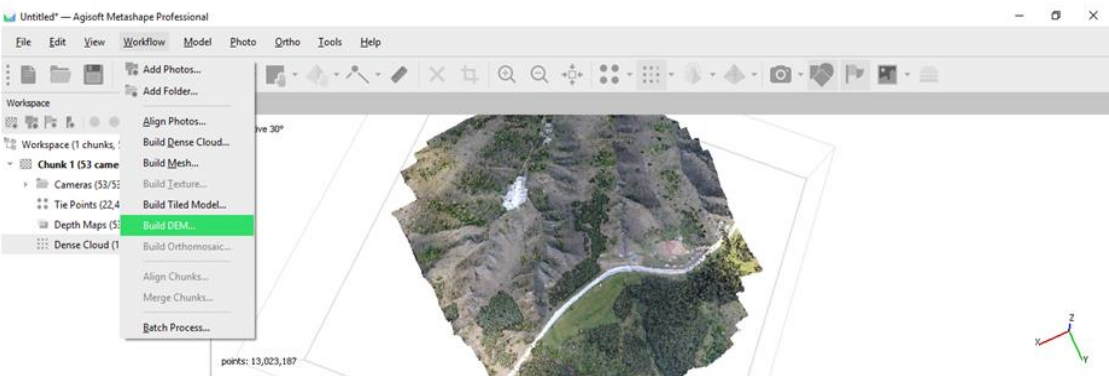 Untitled* — Agisoft Metashape Professional
File Edit View Workflow Model Photo Ortho Tools Help
Add Photos...
Workspace
Add Folder...
Align Photos...
30°
Workspace (1 chunks,
Build Dense Cloud...
Chunk 1 (53 came
Build Mesh...
Cameras (53/53
Build Texture...
Tie Points (22,4
Build Tiled Model...
Depth Maps (53
Build DEM...
Dense Cloud (1
Build Orthomosaic...
Align Chunks...
Merge Chunks...
Batch Process...
points: 13,023,187
Z
X
Y